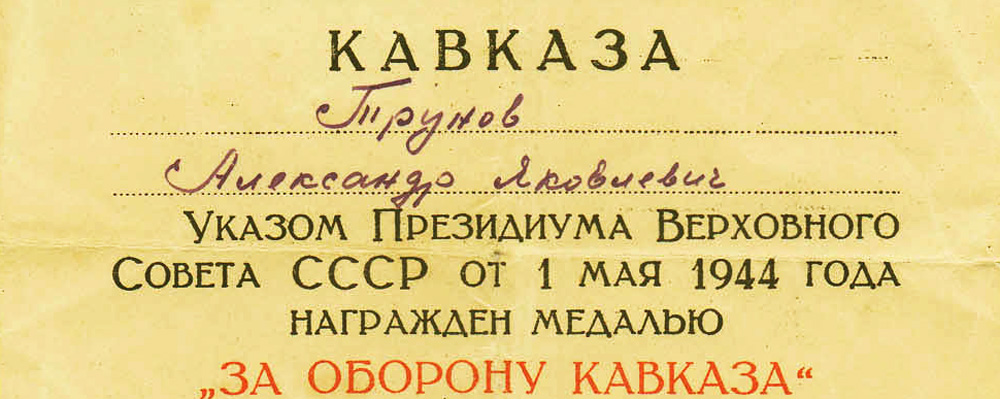 КАВКАЗА
Трунов
Александр Яковлевич
Указом Президиума Верховного
Совета СССР от 1 мая 1944 года
награжден медалью
„ЗА ОБОРОНУ КАВКАЗА“